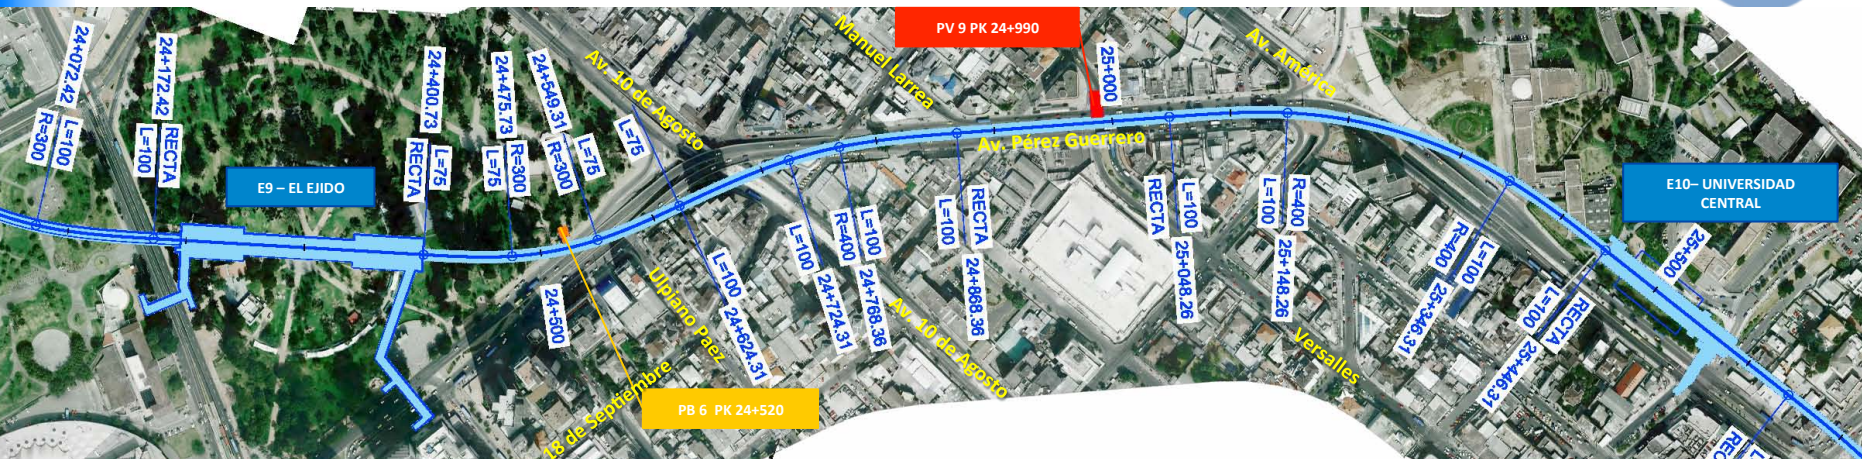 24+072.42
R=300
L=100
24+172.42
L=100
RECTA
E9 – EL EJIDO
24+400.73
RECTA
L=75
24+475.73
L=75
R=300
24+549.31
R=300
L=75
24+500
Av. 10 de Agosto
L=75
L=100
24+624.31
Ulpiano Paez
18 de Septiembre
PB 6 PK 24+520
L=100
24+724.31
R=400
L=100
24+768.36
Av. 10 de Agosto
Manuel Larrea
PV 9 PK 24+990
25+000
Av. Pérez Guerrero
L=100
RECTA
24+868.36
RECTA
L=100
25+048.26
Av. América
L=100
R=400
25+148.26
Versalles
R=400
L=100
25+346.31
L=100
RECTA
25+446.31
E10– UNIVERSIDAD
CENTRAL
25+500